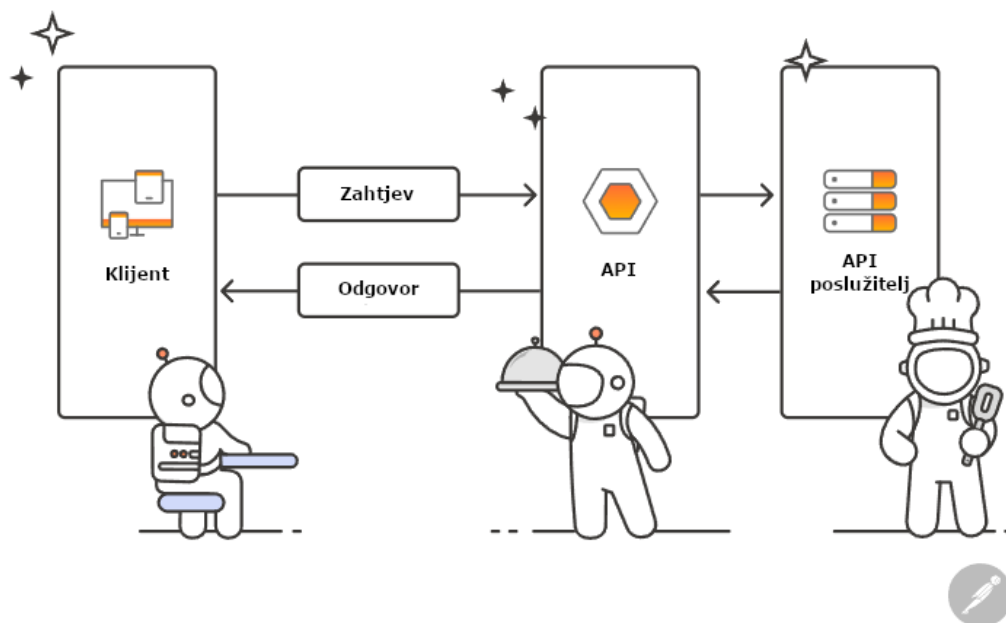 Zahtjev
Klijent
Odgovor
API
API
poslužitelj